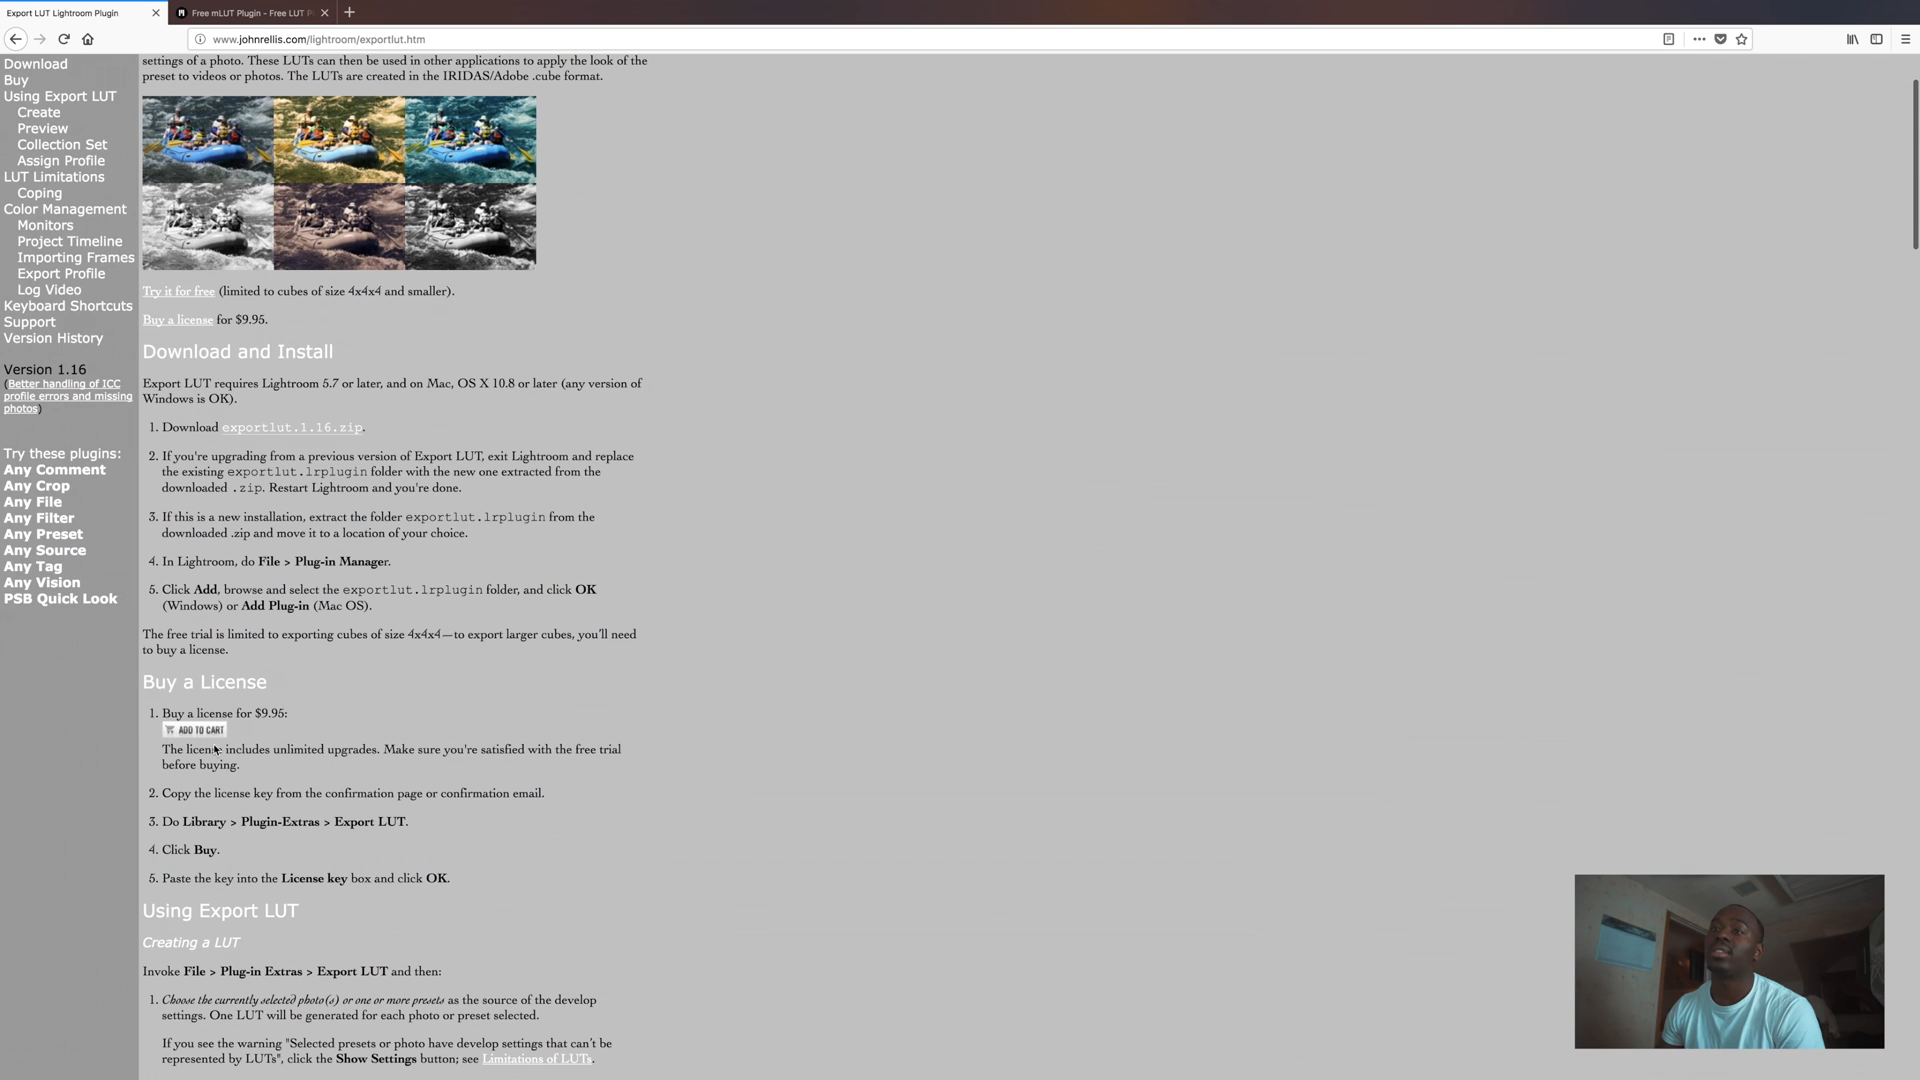 Export LUT Lightroom Plugin
Free mLUT Plugin - Free LUT P
www.johnrellis.com/lightroom/exportlut.htm
Download
Buy
Using Export LUT
Create
Preview
Collection Set
Assign Profile
LUT Limitations
Coping
Color Management
Monitors
Project Timeline
Importing Frames
Export Profile
Log Video
Keyboard Shortcuts
Support
Version History
Version 1.16
(Better handling of ICC
profile errors and missing
photos)
Try these plugins:
Any Comment
Any Crop
Any File
Any Filter
Any Preset
Any Source
Any Tag
Any Vision
PSB Quick Look
settings of a photo. These LUTs can then be used in other applications to apply the look of the
preset to videos or photos. The LUTs are created in the IRIDAS/Adobe .cube format.
Try it for free (limited to cubes of size 4x4x4 and smaller).
Buy a license for $9.95.
Download and Install
Export LUT requires Lightroom 5.7 or later, and on Mac, OS X 10.8 or later (any version of
Windows is OK).
1. Download exportlut.1.16.zip.
2. If you're upgrading from a previous version of Export LUT, exit Lightroom and replace
the existing exportlut.lrplugin folder with the new one extracted from the
downloaded .zip. Restart Lightroom and you're done.
3. If this is a new installation, extract the folder exportlut.lrplugin from the
downloaded .zip and move it to a location of your choice.
4. In Lightroom, do File > Plug-in Manager.
5. Click Add, browse and select the exportlut.lrplugin folder, and click OK
(Windows) or Add Plug-in (Mac OS).
The free trial is limited to exporting cubes of size 4x4x4—to export larger cubes, you'll need
to buy a license.
Buy a License
1. Buy a license for $9.95:
ADD TO CART
The license includes unlimited upgrades. Make sure you're satisfied with the free trial
before buying.
2. Copy the license key from the confirmation page or confirmation email.
3. Do Library > Plugin-Extras > Export LUT.
4. Click Buy.
5. Paste the key into the License key box and click OK.
Using Export LUT
Creating a LUT
Invoke File > Plug-in Extras > Export LUT and then:
1. Choose the currently selected photo(s) or one or more presets as the source of the develop
settings. One LUT will be generated for each photo or preset selected.
If you see the warning "Selected presets or photo have develop settings that can't be
represented by LUTs", click the Show Settings button; see Limitations of LUTs.